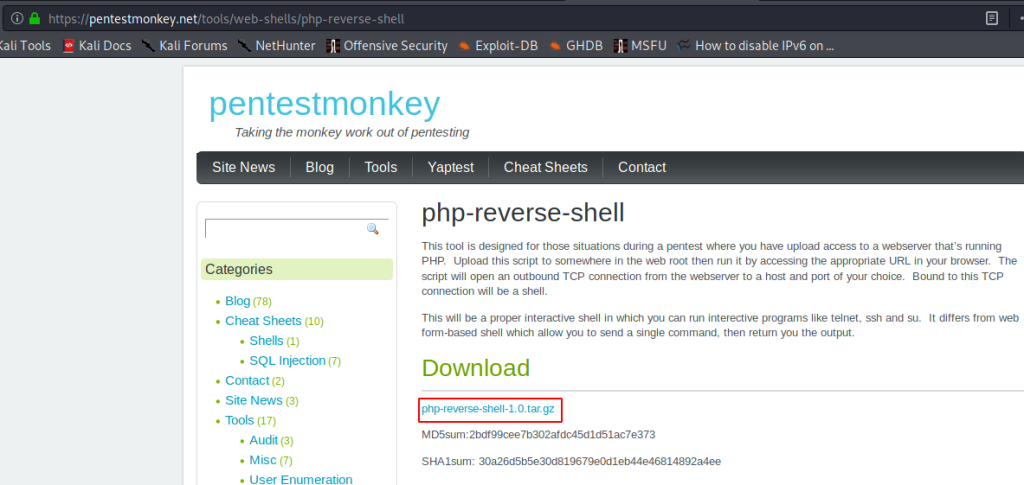 https://pentestmonkey.net/tools/web-shells/php-reverse-shell
Kali Tools Kali Docs Kali Forums NetHunter Offensive Security Exploit-DB GHDB MSFU How to disable IPv6 on ...
pentestmonkey
Taking the monkey work out of pentesting
Site News Blog Tools Yaptest Cheat Sheets Contact
Categories
Blog (78)
Cheat Sheets (10)
Shells (1)
SQL Injection (7)
Contact (2)
Site News (3)
Tools (17)
Audit (3)
Misc (7)
User Enumeration
php-reverse-shell
This tool is designed for those situations during a pentest where you have upload access to a webserver that's running
PHP. Upload this script to somewhere in the web root then run it by accessing the appropriate URL in your browser. The
script will open an outbound TCP connection from the webserver to a host and port of your choice. Bound to this TCP
connection will be a shell.
This will be a proper interactive shell in which you can run interective programs like telnet, ssh and su. It differs from web
form-based shell which allow you to send a single command, then return you the output.
Download
php-reverse-shell-1.0.tar.gz
MD5sum:2bdf99cee7b302afdc45d1d51ac7e373
SHA1sum: 30a26d5b5e30d819679e0d1eb44e46814892a4ee